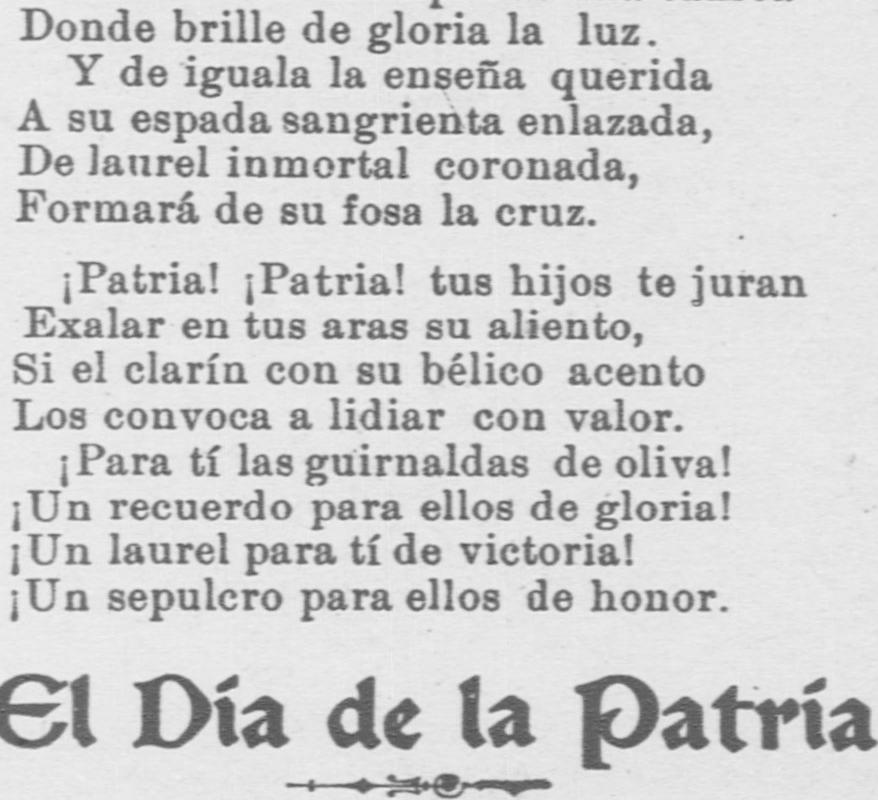 Donde brille de gloria la luz.
Y de iguala la enseña querida
A su espada sangrienta enlazada,
De laurel inmortal coronada,
Formará de su fosa la cruz.
¡Patria! ¡Patria! tus hijos te juran
Exalar en tus aras su aliento,
Si el clarín con su bélico acento
Los convoca a lidiar con valor.
¡Para tí las guirnaldas de oliva!
¡Un recuerdo para ellos de gloria!
¡Un laurel para tí de victoria!
¡Un sepulcro para ellos de honor.
El Día de la Patria